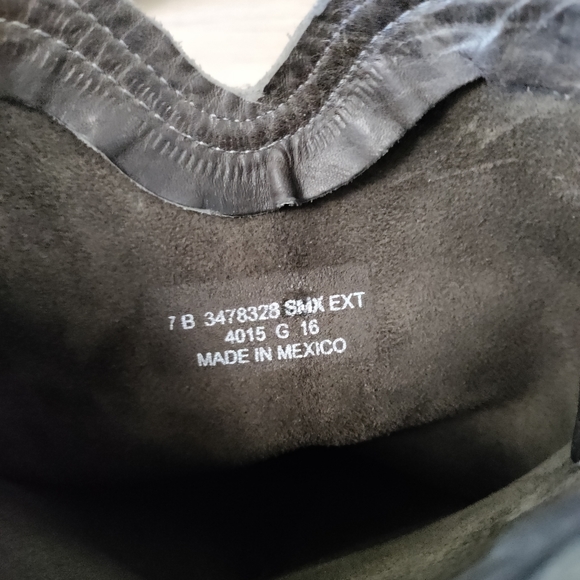 7 B 3478328 SMX EXT
4015 G 16
MADE IN MEXICO